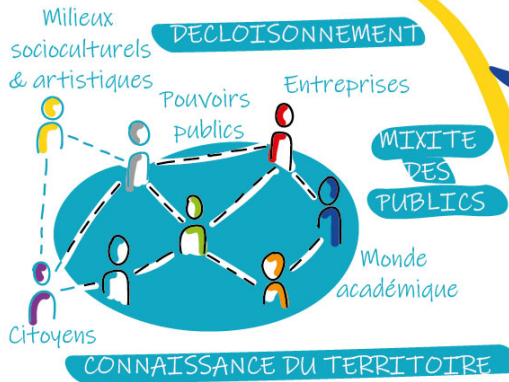 Milieux
socioculturels
& artistiques
DECLOISONNEMENT
Pouvoirs
publics
Entreprises
MIXITE
DES
PUBLICS
Monde
académique
Citoyens
CONNAISSANCE DU TERRITOIRE